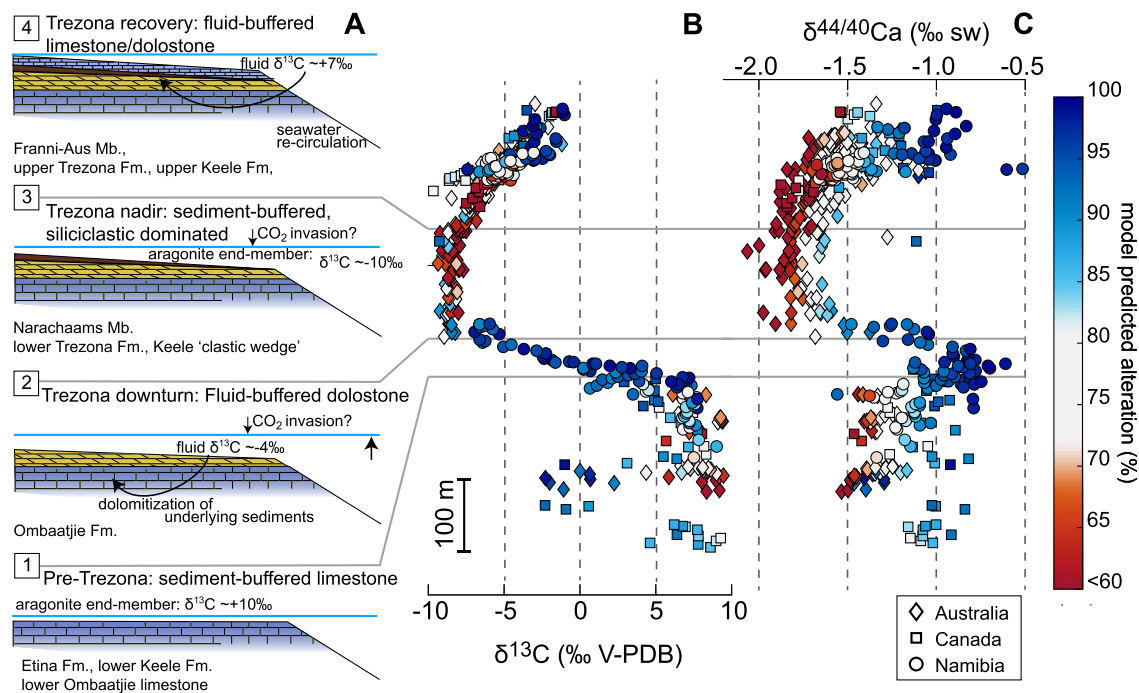 4
Trezona recovery: fluid-buffered
limestone/dolostone
fluid δ13C ~+7‰
seawater
re-circulation
Franni-Aus Mb.,
upper Trezona Fm., upper Keele Fm,
3
Trezona nadir: sediment-buffered,
siliciclastic dominated
CO2 invasion?
aragonite end-member:
δ13C ~-10‰
Narachaams Mb.
lower Trezona Fm., Keele ‘clastic wedge’
2
Trezona downturn: Fluid-buffered dolostone
CO2 invasion?
fluid δ13C ~-4‰
dolomitization of
underlying sediments
Ombaatjie Fm.
1
Pre-Trezona: sediment-buffered limestone
aragonite end-member: δ13C ~+10‰
Etina Fm., lower Keele Fm.
lower Ombaatjie limestone
A
B
C
100 m
-10 -5 0 5 10
δ13C (‰ V-PDB)
δ44/40Ca (‰ sw)
-2.0 -1.5 -1.0 -0.5
Australia
Canada
Namibia
100
95
90
85
80
75
70
65
<60
model predicted alteration (%)